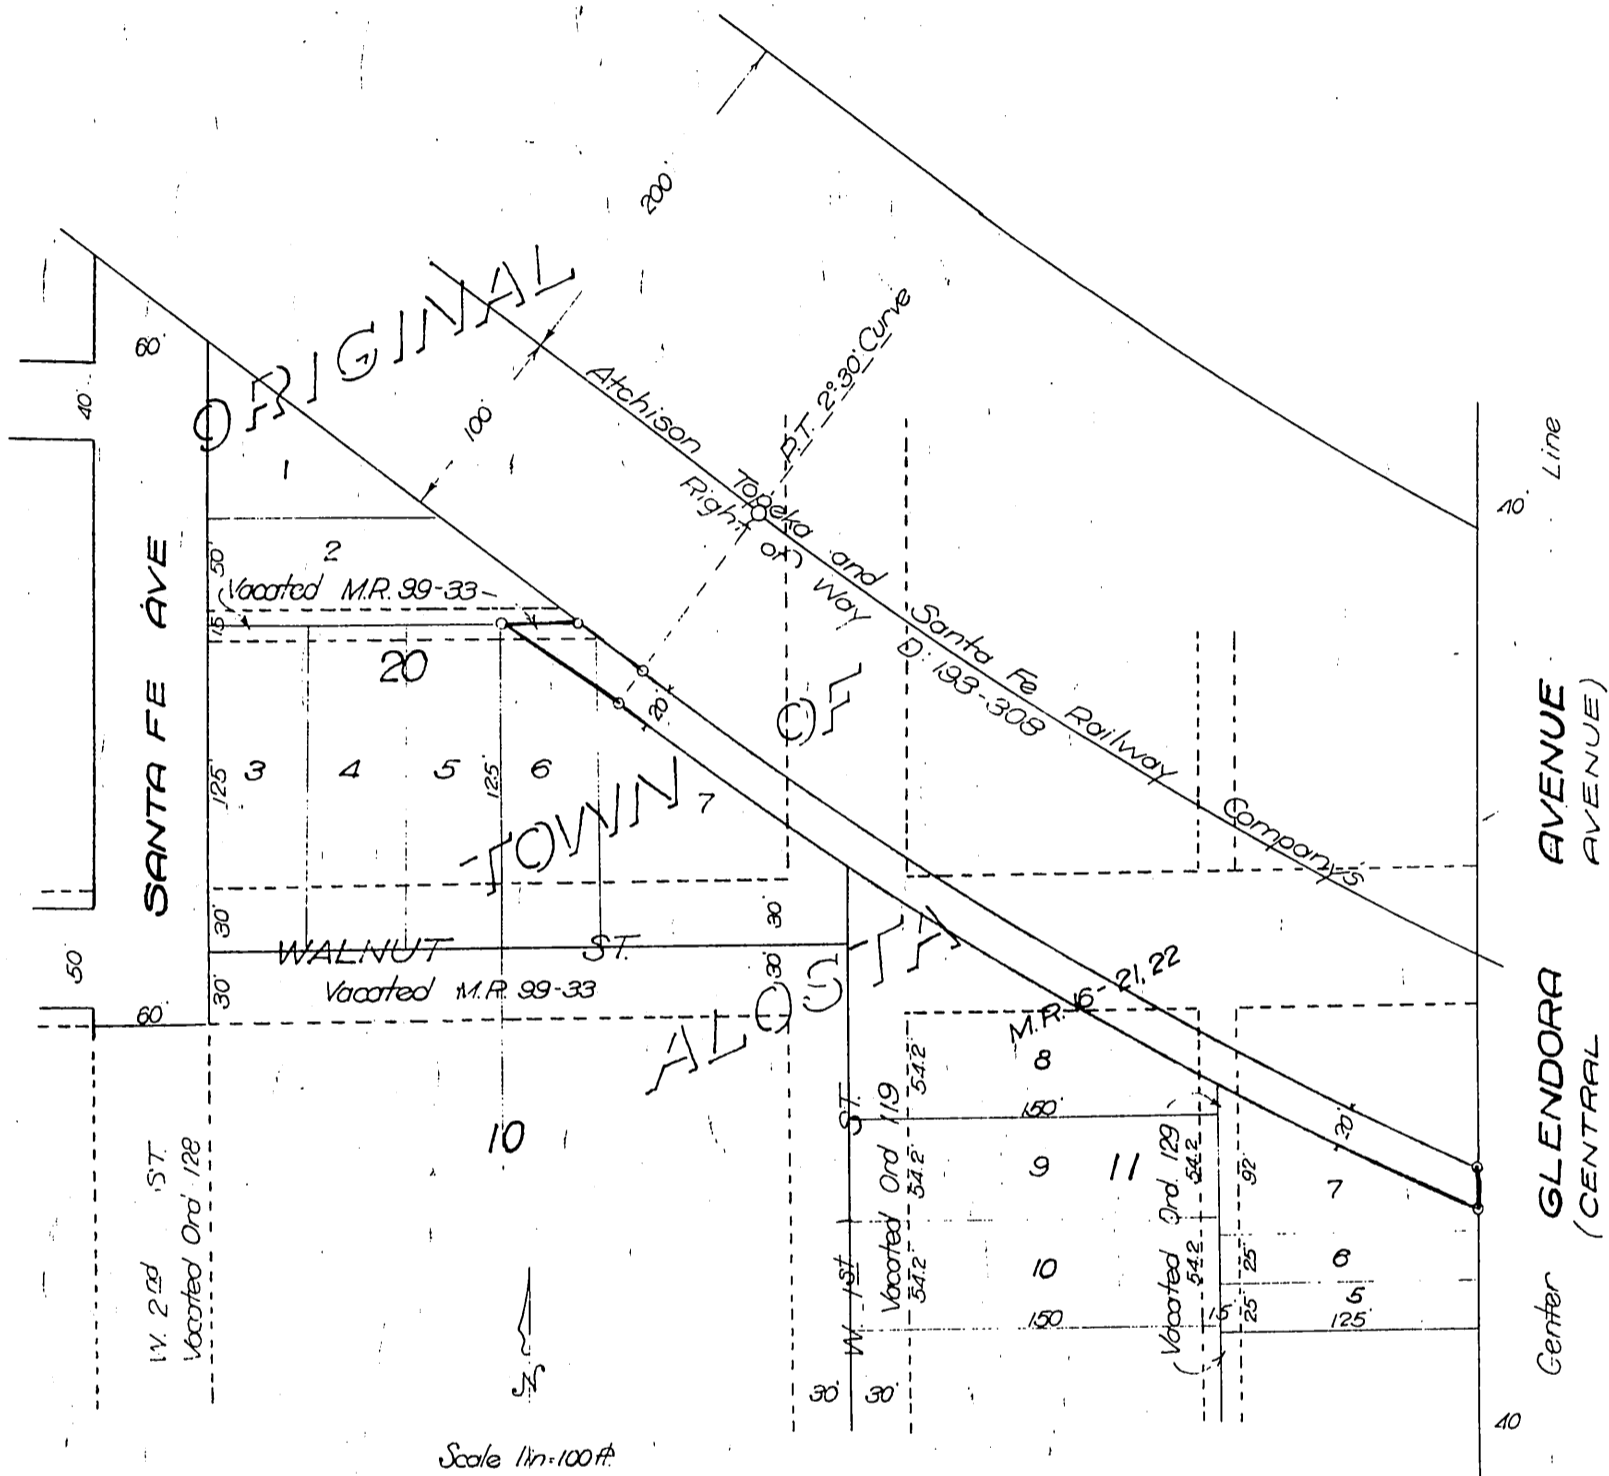 200'
ORIGINAL
60'
40'
100'
P.T. 2°30' Curve
Atchison Topeka and Santa Fe Railway Company's
Right of Way D: 193-308
40'
Center Line
1
2
50'
Vacated M.R. 99-33
15'
20
SANTA FE AVE
125'
3
4
5
125'
6
7
20'
TOWN
OF
30'
30'
WALNUT ST.
Vacated M.R. 99-33
30'
30'
50'
60'
ALOSTA
M.R. 16-21,22
GLENDORA AVENUE
(CENTRAL AVENUE)
8
54.2'
150'
10
9
11
54.2'
54.2'
92'
7
20'
W. 2nd ST.
Vacated Ord 128
W 1st ST.
Vacated Ord 119
54.2'
10
150
Vacated Ord. 129
54.2
15'
25'
6
25
5
125'
30'
30'
40
N
Scale 1in=100ft.